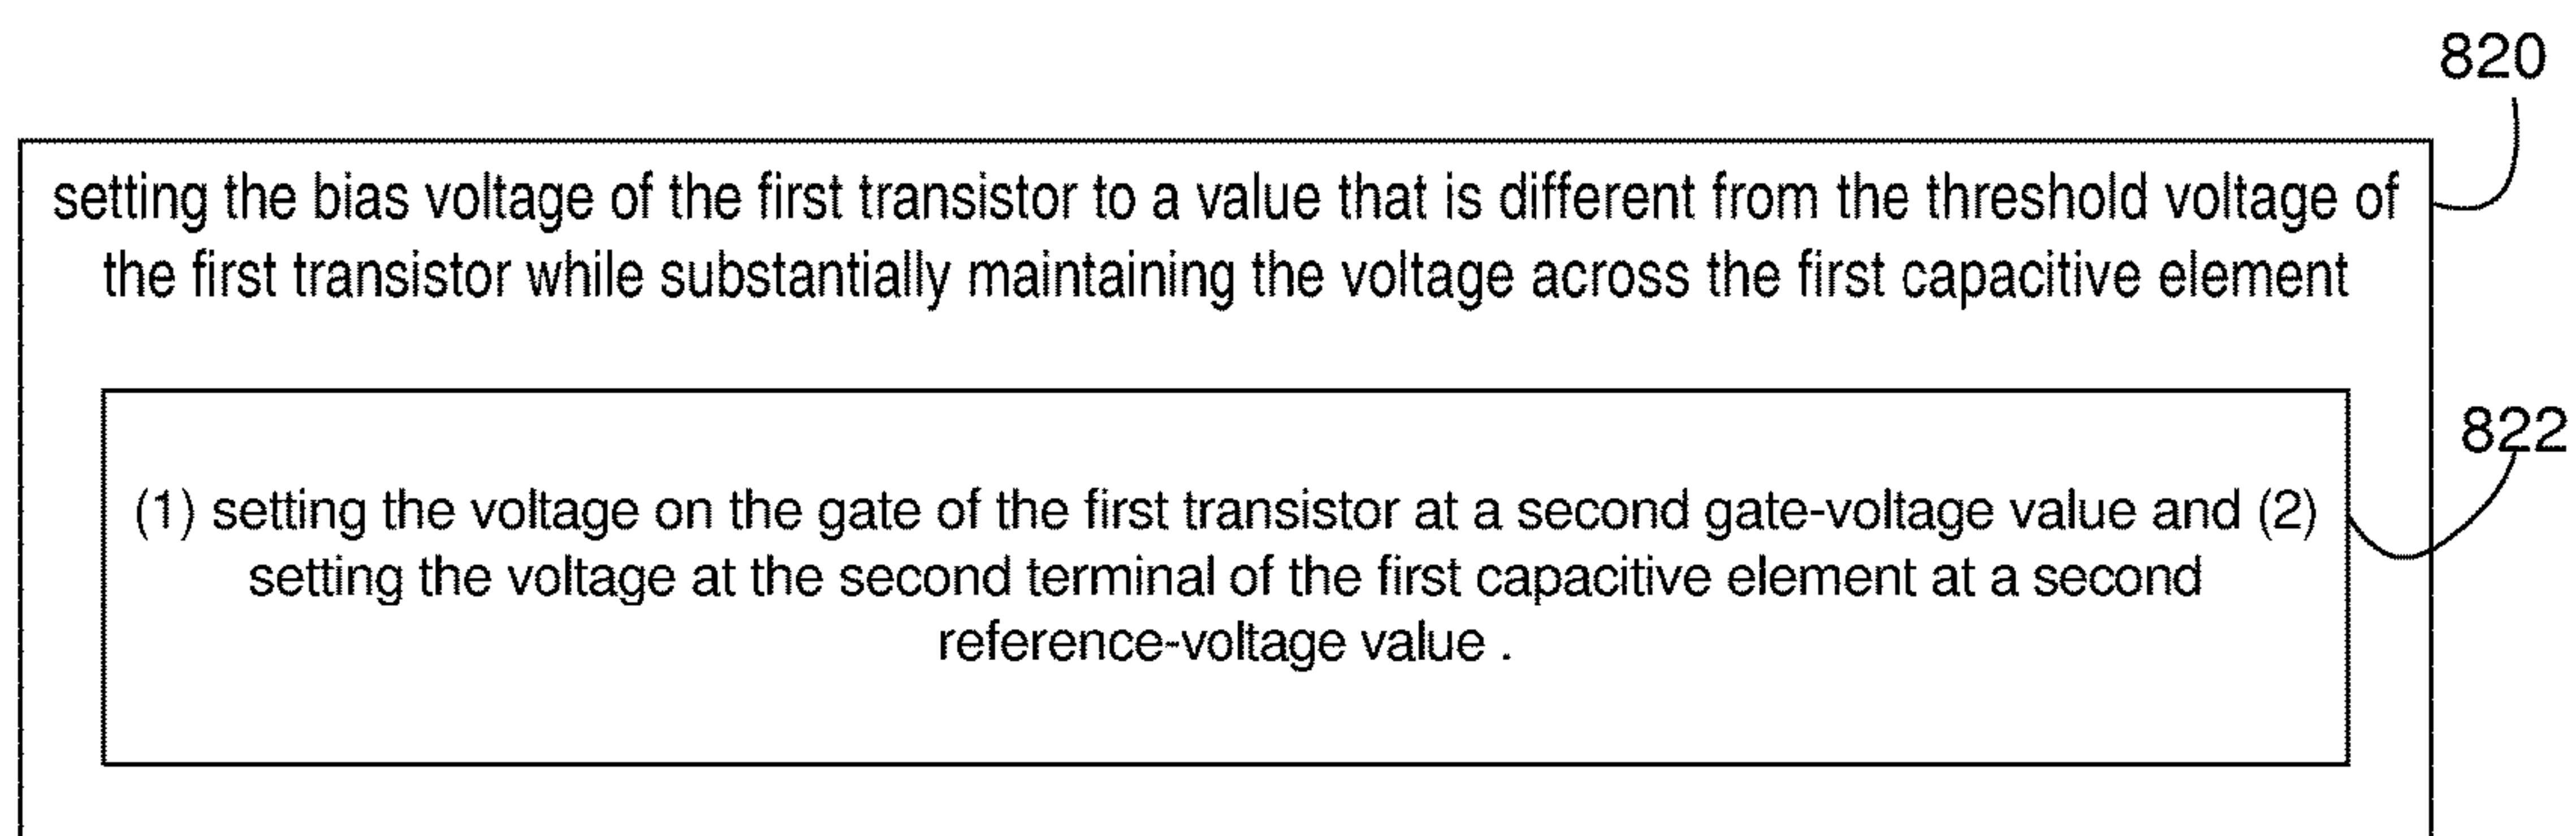 820
setting the bias voltage of the first transistor to a value that is different from the threshold voltage of
the first transistor while substantially maintaining the voltage across the first capacitive element
822
(1) setting the voltage on the gate of the first transistor at a second gate-voltage value and (2)
setting the voltage at the second terminal of the first capacitive element at a second
reference-voltage value .